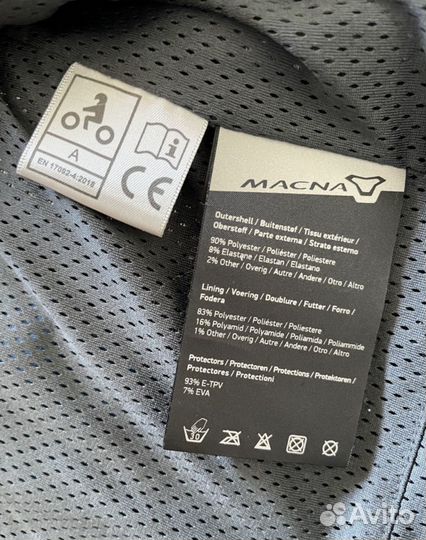 A
EN 17092-4:2018
CE
MACNA
Outershell / Buitenstof / Tissu extérieur /
Oberstoff / Parte externa / Strato esterno
90% Polyester / Poliéster / Poliestere
8% Elastane / Elastan / Elastano
2% Other / Overig / Autre / Andere / Otro / Altro
Lining / Voering / Doublure / Futter / Forro /
Fodera
83% Polyester / Poliéster / Poliestere
16% Polyamid / Polyamide / Poliamida / Poliammide
1% Other / Overig / Autre / Andere / Otro / Altro
Protectors / Protectoren / Protections / Protektoren /
Protectores / Protectioni
93% E-TPV
7% EVA
30
Avito